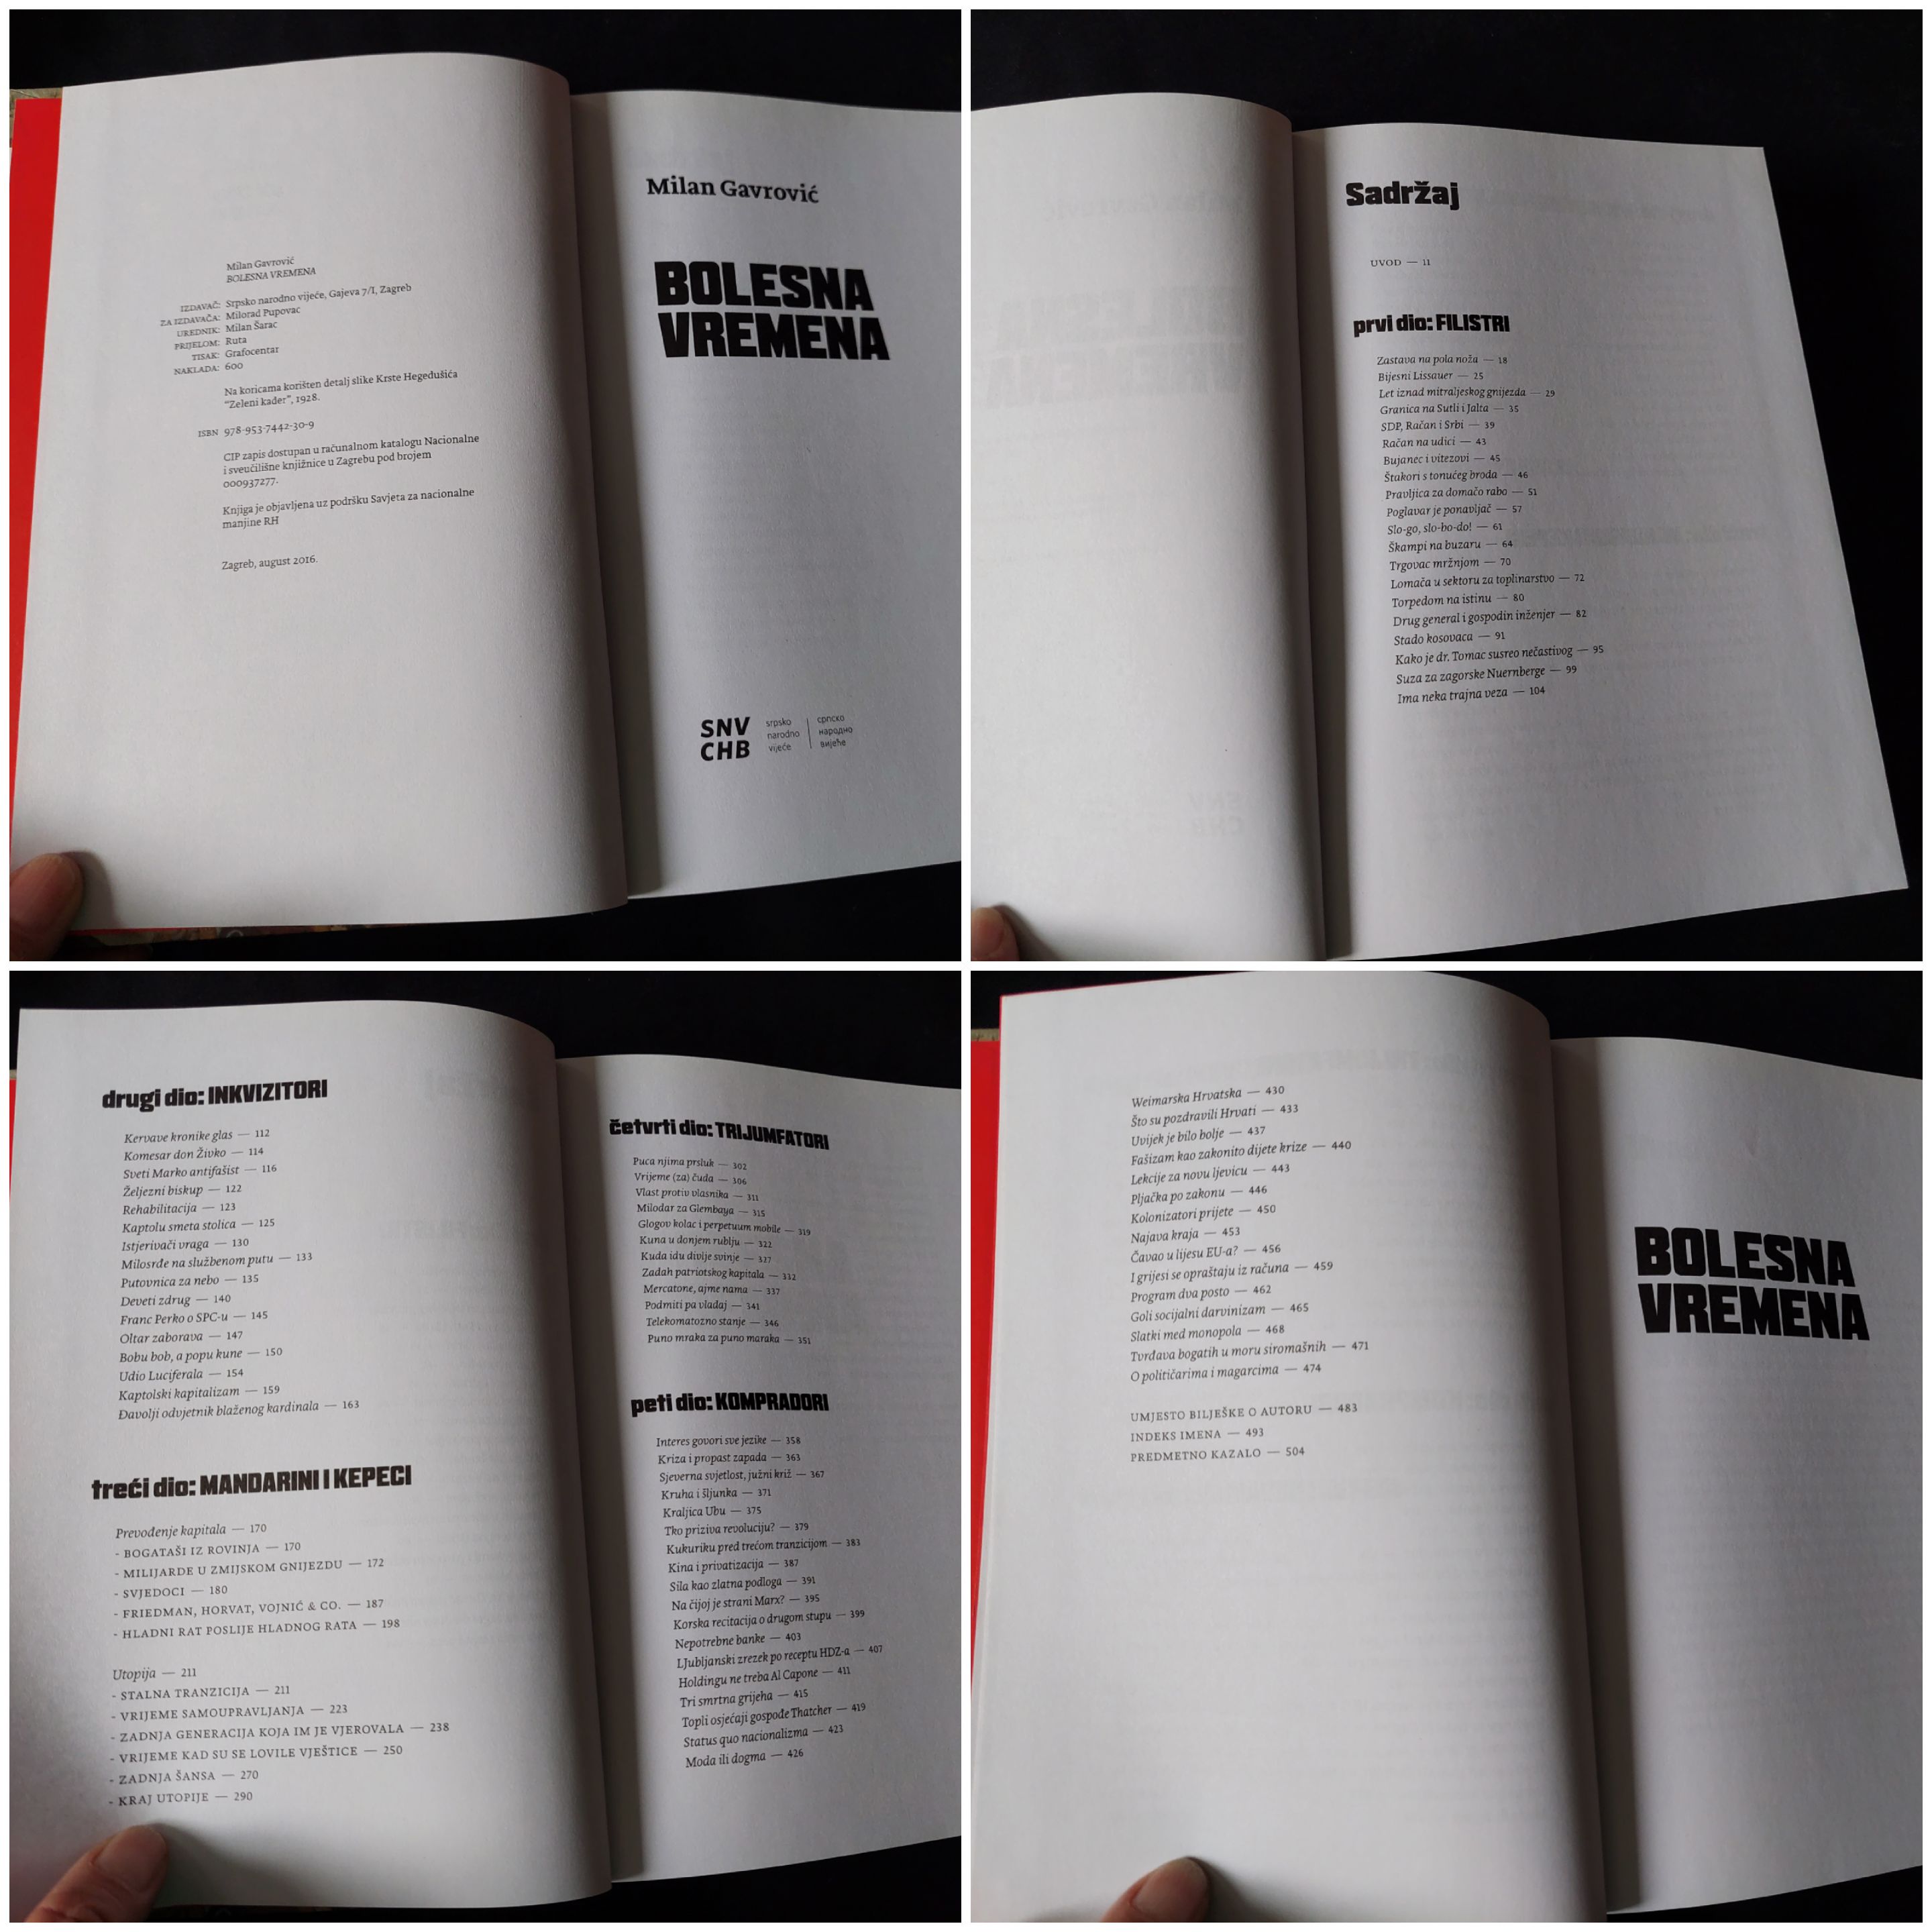 Milan Gavrović
BOLESNA VREMENA
IZDAVAČ: Srpsko narodno vijeće, Gajeva 7/I, Zagreb
ZA IZDAVAČA: Milorad Pupovac
UREDNIK: Milan Šarac
PRIJELOM: Ruta
TISAK: Grafocentar
NAKLADA: 600
Na koricama korišten detalj slike Krste Hegedušića
“Zeleni kader”, 1928.
ISBN 978-953-7442-30-9
CIP zapis dostupan u računalnom katalogu Nacionalne
i sveučilišne knjižnice u Zagrebu pod brojem
000937277.
Knjiga je objavljena uz podršku Savjeta za nacionalne
manjine RH
Zagreb, august 2016.
Milan Gavrović
BOLESNA
VREMENA
SNV
CHB
srpsko
narodno
vijeće
српско
народно
вијеће
Sadržaj
UVOD — 11
prvi dio: FILISTRI
Zastava na pola noža — 18
Bijesni Lissauer — 25
Let iznad mitraljeskog gnijezda — 29
Granica na Sutli i Jalta — 35
SDP, Račan i Srbi — 39
Račan na udici — 43
Bujanec i vitezovi — 45
Štakori s tonućeg broda — 46
Pravljica za domačo rabo — 51
Poglavar je ponavljač — 57
Slo-go, slo-bo-do! — 61
Škampi na buzaru — 64
Trgovac mržnjom — 70
Lomača u sektoru za toplinarstvo — 72
Torpedom na istinu — 80
Drug general i gospodin inženjer — 82
Stado kosovaca — 91
Kako je dr. Tomac susreo nečastivog — 95
Suza za zagorske Nuernberge — 99
Ima neka trajna veza — 104
drugi dio: INKVIZITORI
Kervave kronike glas — 112
Komesar don Živko — 114
Sveti Marko antifašist — 116
Željezni biskup — 122
Rehabilitacija — 123
Kaptolu smeta stolica — 125
Istjerivači vraga — 130
Milosrđe na službenom putu — 133
Putovnica za nebo — 135
Deveti zdrug — 140
Franc Perko o SPC-u — 145
Oltar zaborava — 147
Bobu bob, a popu kune — 150
Udio Luciferala — 154
Kaptolski kapitalizam — 159
Đavolji odvjetnik blaženog kardinala — 163
treći dio: MANDARINI I KEPECI
Prevođenje kapitala — 170
- BOGATAŠI IZ ROVINJA — 170
- MILIJARDE U ZMIJSKOM GNIJEZDU — 172
- SVJEDOCI — 180
- FRIEDMAN, HORVAT, VOJNIĆ & CO. — 187
- HLADNI RAT POSLIJE HLADNOG RATA — 198
Utopija — 211
- STALNA TRANZICIJA — 211
- VRIJEME SAMOUPRAVLJANJA — 223
- ZADNJA GENERACIJA KOJA IM JE VJEROVALA — 238
- VRIJEME KAD SU SE LOVILE VJEŠTICE — 250
- ZADNJA ŠANSA — 270
- KRAJ UTOPIJE — 290
četvrti dio: TRIJUMFATORI
Puca njima prsluk — 302
Vrijeme (za) čuda — 306
Vlast protiv vlasnika — 311
Milodar za Glembaya — 315
Glogov kolac i perpetuum mobile — 319
Kuna u donjem rublju — 322
Kuda idu divlje svinje — 327
Zadah patriotskog kapitala — 332
Mercatone, ajme nama — 337
Podmiti pa vladaj — 341
Telekomatozno stanje — 346
Puno mraka za puno maraka — 351
peti dio: KOMPRADORI
Interes govori sve jezike — 358
Kriza i propast zapada — 363
Sjeverna svjetlost, južni križ — 367
Kruha i šljunka — 371
Kraljica Ubu — 375
Tko priziva revoluciju? — 379
Kukuriku pred trećom tranzicijom — 383
Kina i privatizacija — 387
Sila kao zlatna podloga — 391
Na čijoj je strani Marx? — 395
Korska recitacija o drugom stupu — 399
Nepotrebne banke — 403
LJubljanski zrezek po receptu HDZ-a — 407
Holdingu ne treba Al Capone — 411
Tri smrtna grijeha — 415
Topli osjećaji gospođe Thatcher — 419
Status quo nacionalizma — 423
Moda ili dogma — 426
Weimarska Hrvatska — 430
Što su pozdravili Hrvati — 433
Uvijek je bilo bolje — 437
Fašizam kao zakonito dijete krize — 440
Lekcije za novu ljevicu — 443
Pljačka po zakonu — 446
Kolonizatori prijete — 450
Najava kraja — 453
Čavao u lijesu EU-a? — 456
I grijesi se opraštaju iz računa — 459
Program dva posto — 462
Goli socijalni darvinizam — 465
Slatki med monopola — 468
Tvrđava bogatih u moru siromašnih — 471
O političarima i magarcima — 474
UMJESTO BILJEŠKE O AUTORU — 483
INDEKS IMENA — 493
PREDMETNO KAZALO — 504
BOLESNA
VREMENA